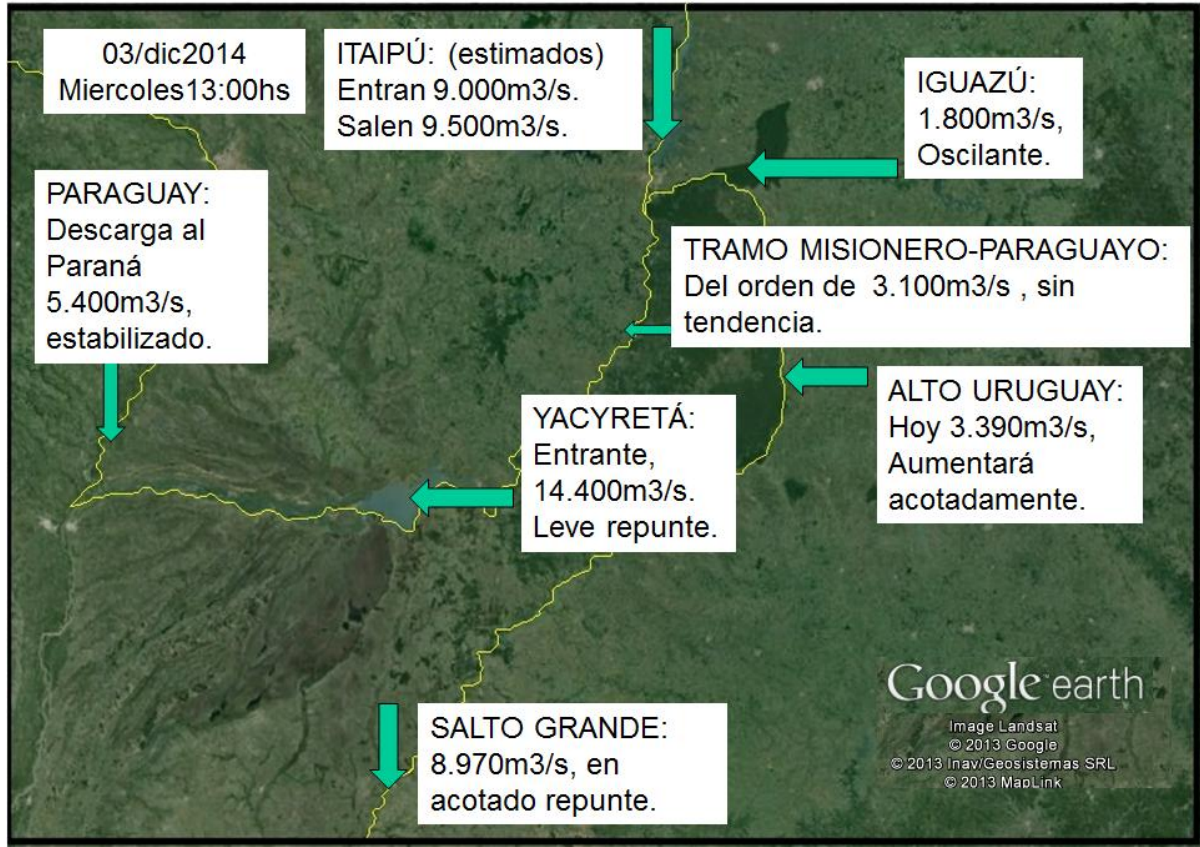 03/dic2014
Miercoles13:00hs
ITAIPÚ: (estimados)
Entran 9.000m3/s.
Salen 9.500m3/s.
IGUAZÚ:
1.800m3/s,
Oscilante.
PARAGUAY:
Descarga al
Paraná
5.400m3/s,
estabilizado.
TRAMO MISIONERO-PARAGUAYO:
Del orden de 3.100m3/s , sin
tendencia.
ALTO URUGUAY:
Hoy 3.390m3/s,
Aumentará
acotadamente.
YACYRETÁ:
Entrante,
14.400m3/s.
Leve repunte.
SALTO GRANDE:
8.970m3/s, en
acotado repunte.
Google earth
Image Landsat
© 2013 Google
© 2013 Inav/Geosistemas SRL
© 2013 MapLink